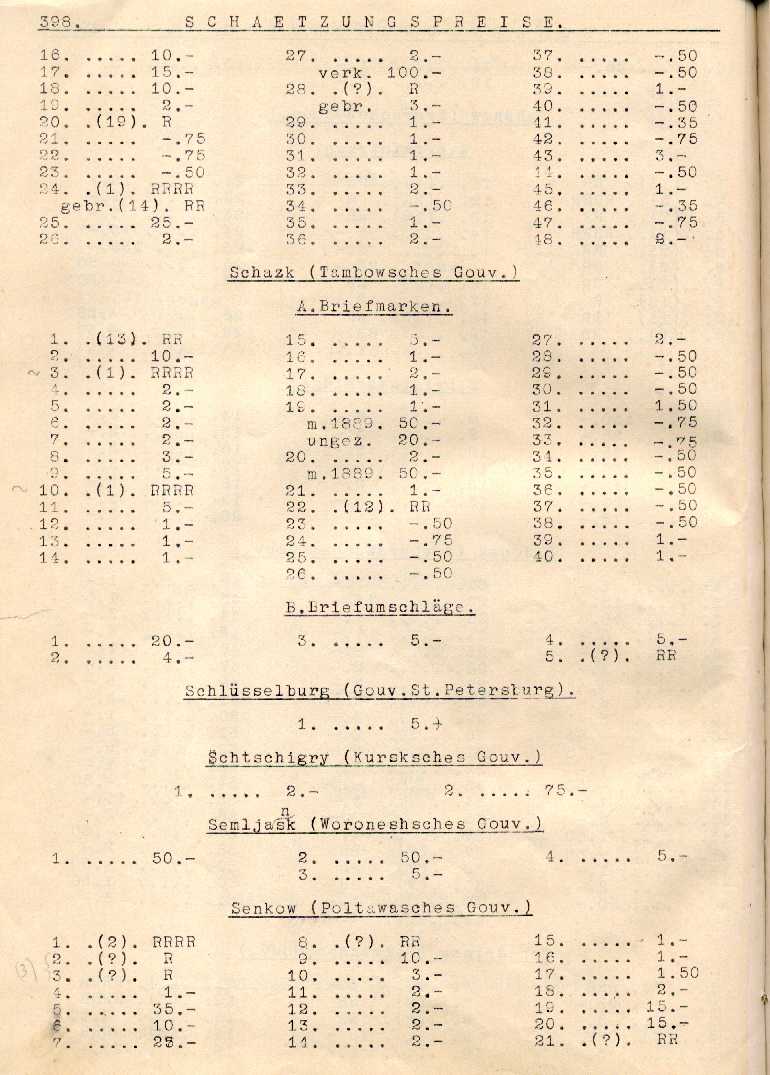 398. SCHAETZUNGSPREISE.
16. ..... 10.-
17. ..... 15.-
18. ..... 10.-
19. ..... 2.-
20. .(19). R
21. ..... -.75
22. ..... -.75
23. ..... -.50
24. .(1). RRRR
gebr.(14). RR
25. ..... 25.-
26. ..... 2.-
27. ..... 2.-
verk. 100.-
28. .(?). R
gebr. 3.-
29. ..... 1.-
30. ..... 1.-
31. ..... 1.-
32. ..... 1.-
33. ..... 2.-
34. ..... -.50
35. ..... 1.-
36. ..... 2.-
37. ..... -.50
38. ..... -.50
39. ..... 1.-
40. ..... -.50
41. ..... -.35
42. ..... -.75
43. ..... 3.-
44. ..... -.50
45. ..... 1.-
46. ..... -.35
47. ..... -.75
48. .....
Schazk (Tambowsches Gouv.)
A.Briefmarken.
1. .(13). RR
2. ..... 10.-
~ 3. .(1). RRRR
4. ..... 2.-
5. ..... 2.-
6. ..... 2.-
7. ..... 2.-
8. ..... 3.-
9. ..... 5.-
~ 10. .(1). RRRR
11. ..... 5.-
12. ..... 1.-
13. ..... 1.-
14. ..... 1.-
15. ..... 5.-
16. ..... 1.-
17. ..... 2.-
18. ..... 1.-
19. ..... 1.-
m.1889. 50.-
ungez. 20.-
20. ..... 2.-
m.1889. 50.-
21. ..... 1.-
22. .(12). RR
23. ..... -.50
24. ..... -.75
25. ..... -.50
26. ..... -.50
27. ..... 2.-
28. ..... -.50
29. ..... -.50
30. ..... -.50
31. ..... 1.50
32. ..... -.75
33. ..... -.75
34. ..... -.50
35. ..... -.50
36. ..... -.50
37. ..... -.50
38. ..... -.50
39. ..... 1.-
40. ..... 1.-
B.Briefumschläge.
1. ..... 20.-
2. ..... 4.-
3. ..... 5.-
4. ..... 5.-
5. .(?). RR
Schlüsselburg (Gouv.St.Petersburg).
1. ..... 5.+
Schtschigry (Kursksches Gouv.)
1. ..... 2.-
2. ..... 75.-
n
Semljask (Woroneshsches Gouv.)
1. ..... 50.-
2. ..... 50.-
3. ..... 5.-
4. ..... 5.-
Senkow (Poltawasches Gouv.)
1. .(2). RRRR
(3) {2. .(?). R
3. .(?). R
4. ..... 1.-
5. ..... 35.-
6. ..... 10.-
7. .....
8. .(?). RR
9. ..... 10.-
10. ..... 3.-
11. ..... 2.-
12. ..... 2.-
13. ..... 2.-
14. ..... 2.-
15. ..... 1.-
16. ..... 1.-
17. ..... 1.50
18. ..... 2.-
19. ..... 15.-
20. ..... 15.-
21. .(?). RR